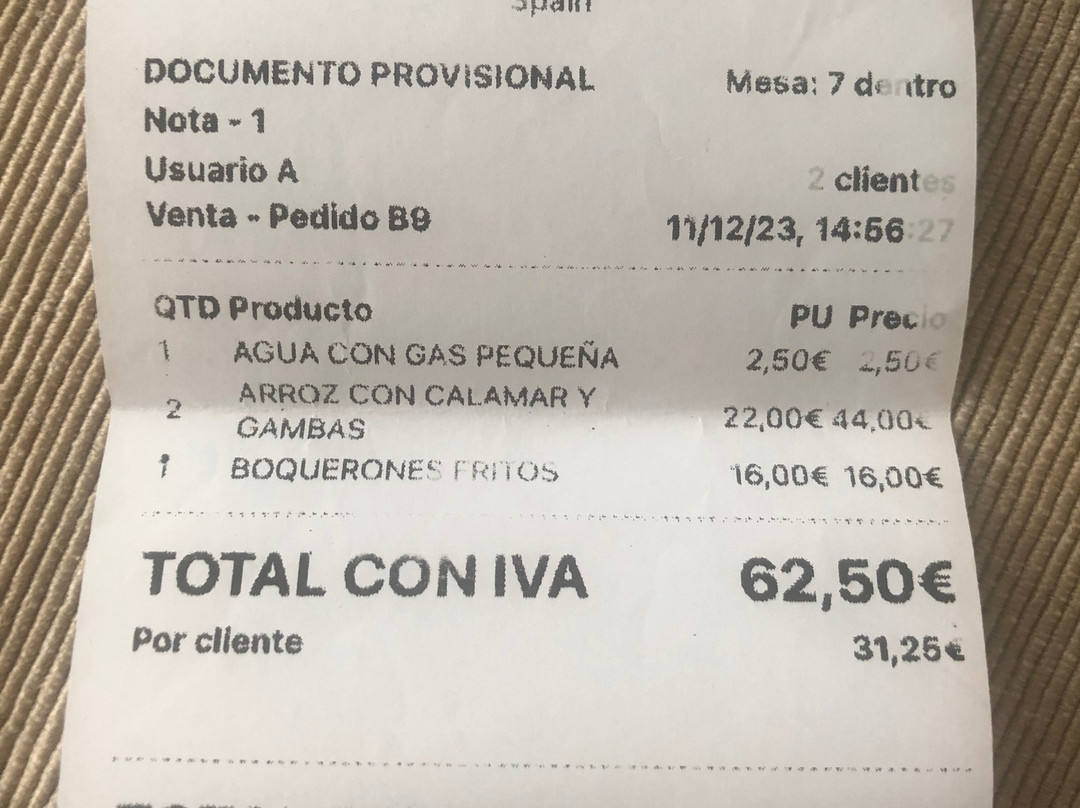 Spain
DOCUMENTO PROVISIONAL Mesa: 7 dentro
Nota - 1
Usuario A 2 clientes
Venta - Pedido B9 11/12/23, 14:56:27
QTD Producto PU Precio
1 AGUA CON GAS PEQUEÑA 2,50€ 2,50€
2 ARROZ CON CALAMAR Y GAMBAS 22,00€ 44,00€
1 BOQUERONES FRITOS 16,00€ 16,00€
TOTAL CON IVA 62,50€
Por cliente 31,25€